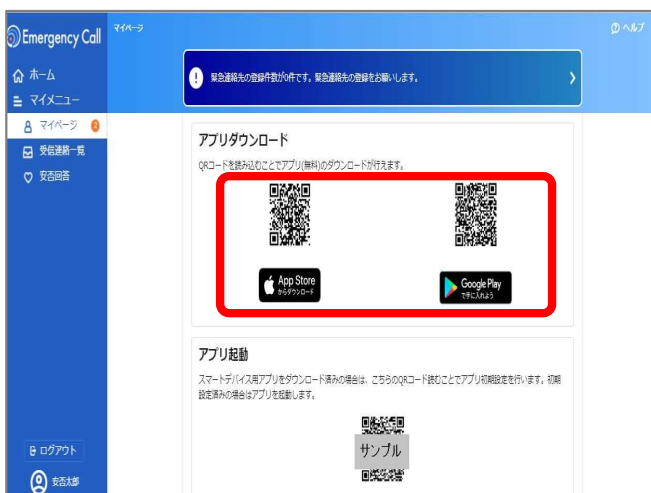 Emergency Call
マイページ
ヘルプ
ホーム
マイメニュー
マイページ 2
受信連絡一覧
安否回答
緊急連絡先の登録件数が0件です。緊急連絡先の登録をお願いします。
アプリダウンロード
QRコードを読み込むことでアプリ(無料)のダウンロードが行えます。
App Store
からダウンロード
Google Play
で手に入れよう
アプリ起動
スマートデバイス用アプリをダウンロード済みの場合は、こちらのQRコード読むことでアプリ初期設定を行います。初期
設定済みの場合はアプリを起動します。
サンプル
ログアウト
安否太郎